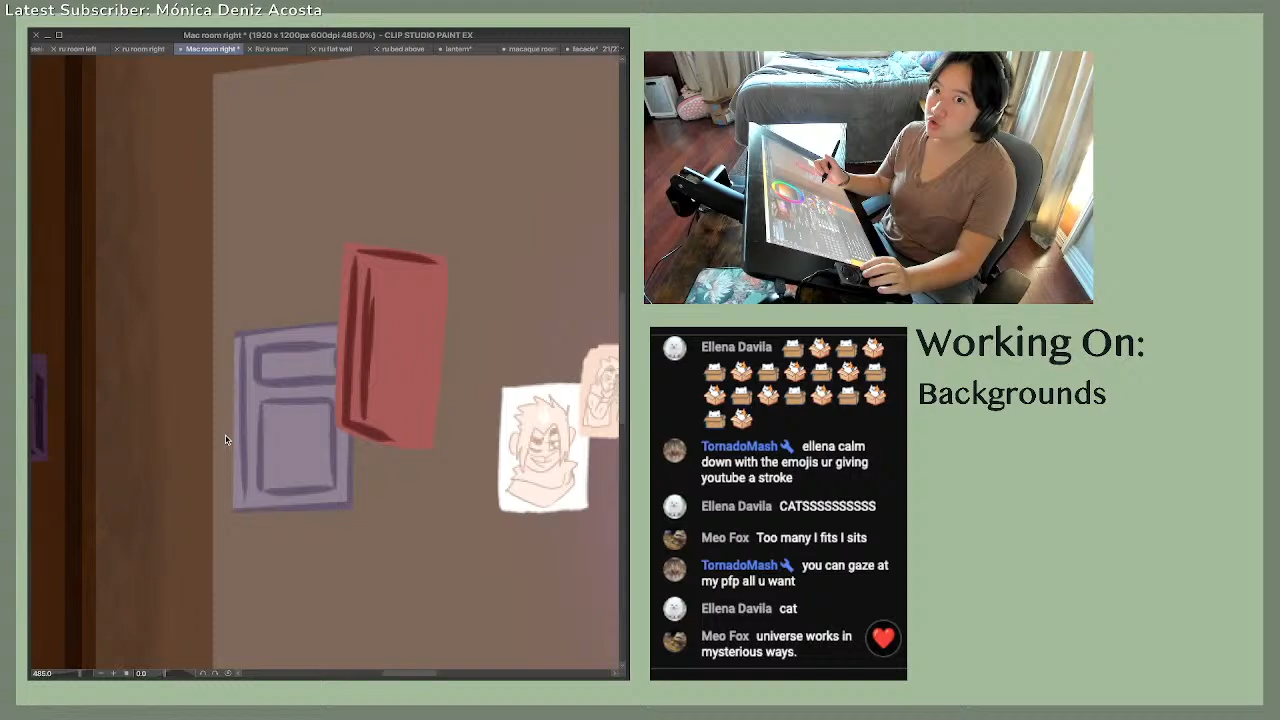 Latest Subscriber: Mónica Deniz Acosta
Mac room right * (1920 x 1200px 600dpi 485.0%) - CLIP STUDIO PAINT EX
ru room left
ru room right
Mac room right *
Ru's room
ru flat wall
ru bed above
lantern*
macaque room
facade*
485.0
0.0
Working On:
Backgrounds
Ellena Davila
TornadoMash ellena calm
down with the emojis ur giving
youtube a stroke
Ellena Davila CATSSSSSSSSSS
Meo Fox Too many I fits I sits
TornadoMash you can gaze at
my pfp all u want
Ellena Davila cat
Meo Fox universe works in
mysterious ways.